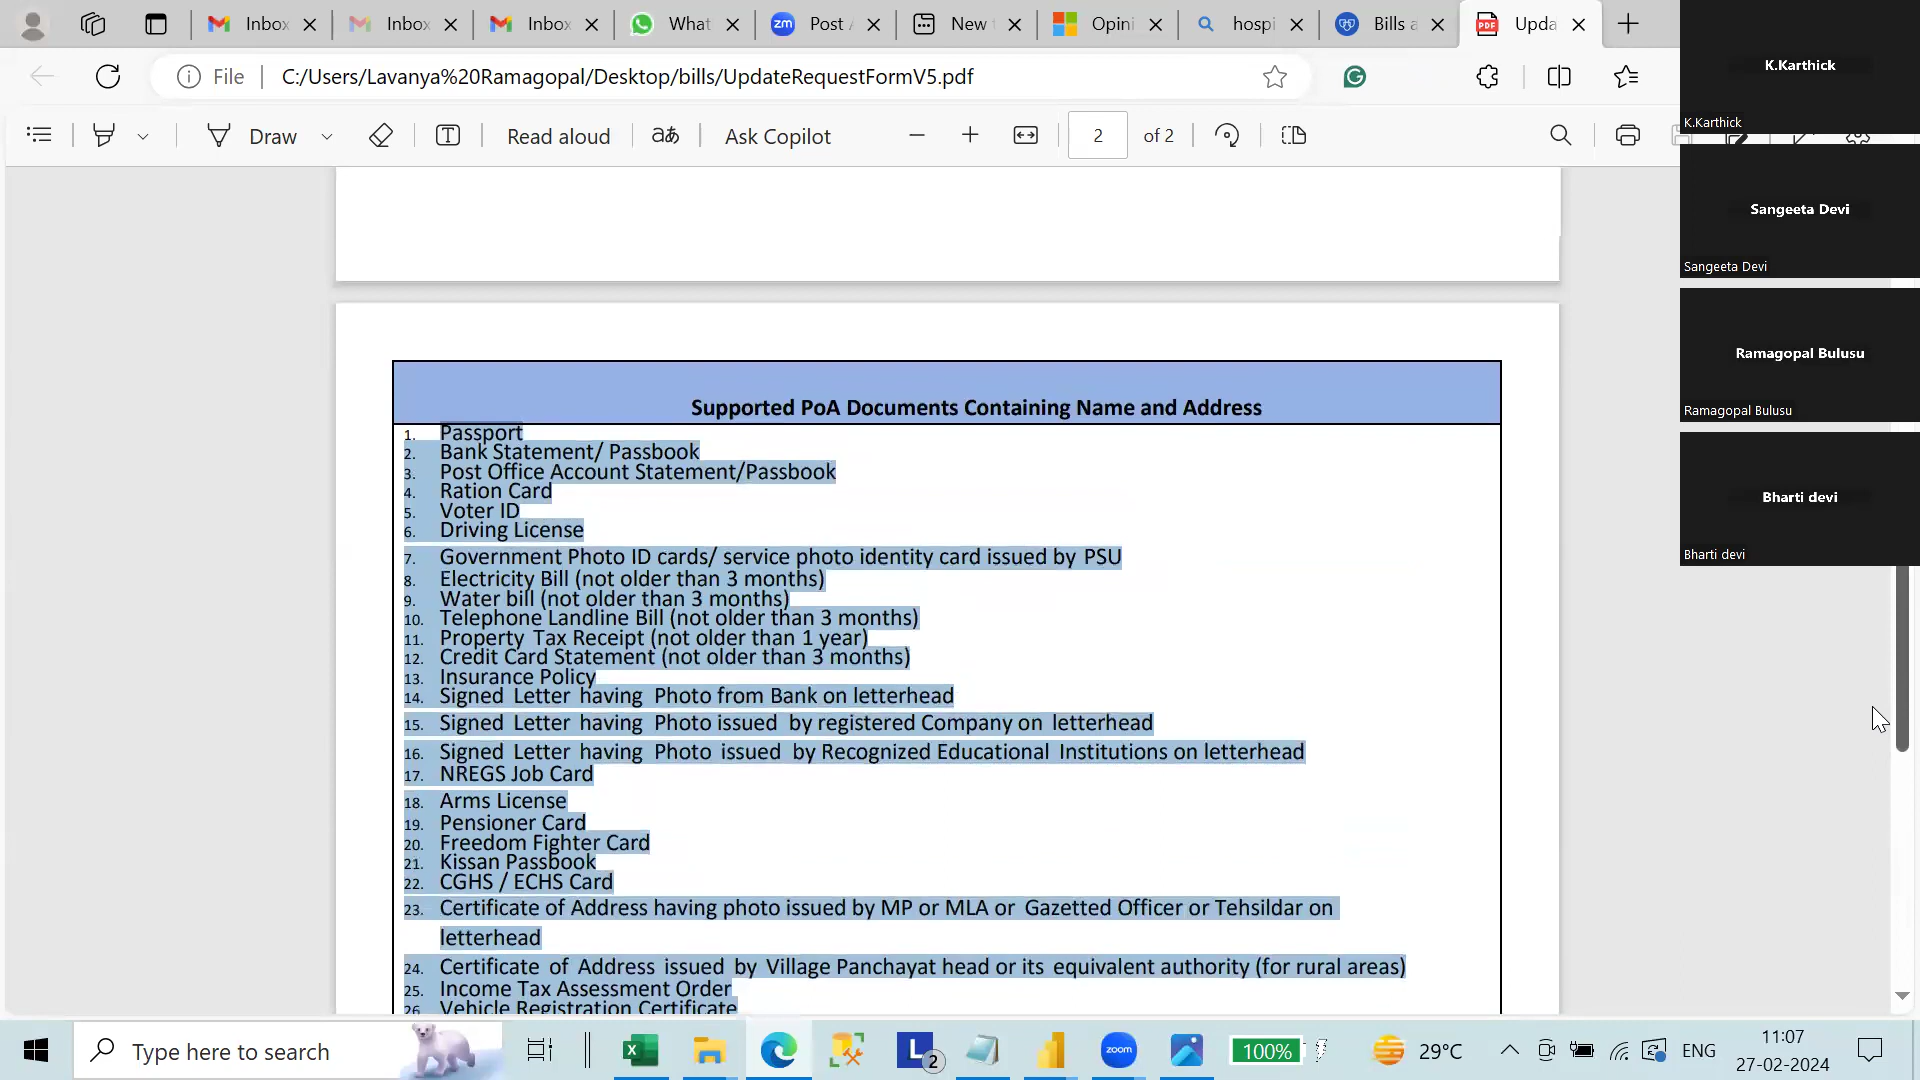 Inbox
Inbox
Inbox
What
Post
New
Opini
hospi
Bills a
Upda
File
C:/Users/Lavanya%20Ramagopal/Desktop/bills/UpdateRequestFormV5.pdf
Draw
Read aloud
aあ
Ask Copilot
2
of 2
K.Karthick
K.Karthick
Sangeeta Devi
Sangeeta Devi
Ramagopal Bulusu
Ramagopal Bulusu
Bharti devi
Bharti devi
Supported PoA Documents Containing Name and Address
1. Passport
2. Bank Statement/ Passbook
3. Post Office Account Statement/Passbook
4. Ration Card
5. Voter ID
6. Driving License
7. Government Photo ID cards/ service photo identity card issued by PSU
8. Electricity Bill (not older than 3 months)
9. Water bill (not older than 3 months)
10. Telephone Landline Bill (not older than 3 months)
11. Property Tax Receipt (not older than 1 year)
12. Credit Card Statement (not older than 3 months)
13. Insurance Policy
14. Signed Letter having Photo from Bank on letterhead
15. Signed Letter having Photo issued by registered Company on letterhead
16. Signed Letter having Photo issued by Recognized Educational Institutions on letterhead
17. NREGS Job Card
18. Arms License
19. Pensioner Card
20. Freedom Fighter Card
21. Kissan Passbook
22. CGHS / ECHS Card
23. Certificate of Address having photo issued by MP or MLA or Gazetted Officer or Tehsildar on
letterhead
24. Certificate of Address issued by Village Panchayat head or its equivalent authority (for rural areas)
25. Income Tax Assessment Order
26. Vehicle Registration Certificate
Type here to search
L
2
zoom
100%
29°C
ENG
11:07
27-02-2024